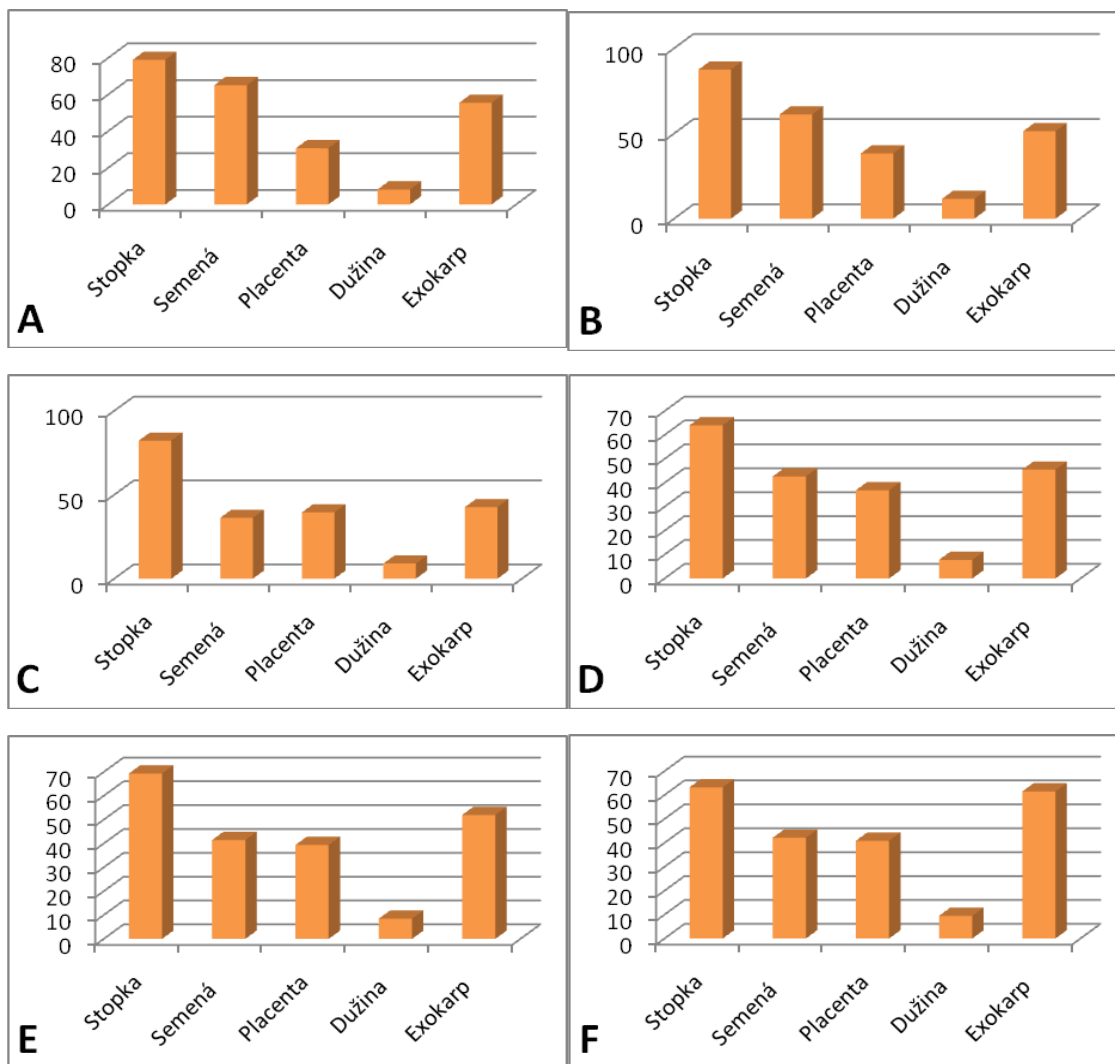 80
60
40
20
0
Stopka
Semená
Placenta
Dužina
Exokarp
A
100
50
0
Stopka
Semená
Placenta
Dužina
Exokarp
B
100
50
0
Stopka
Semená
Placenta
Dužina
Exokarp
C
70
60
50
40
30
20
10
0
Stopka
Semená
Placenta
Dužina
Exokarp
D
70
60
50
40
30
20
10
0
Stopka
Semená
Placenta
Dužina
Exokarp
E
70
60
50
40
30
20
10
0
Stopka
Semená
Placenta
Dužina
Exokarp
F